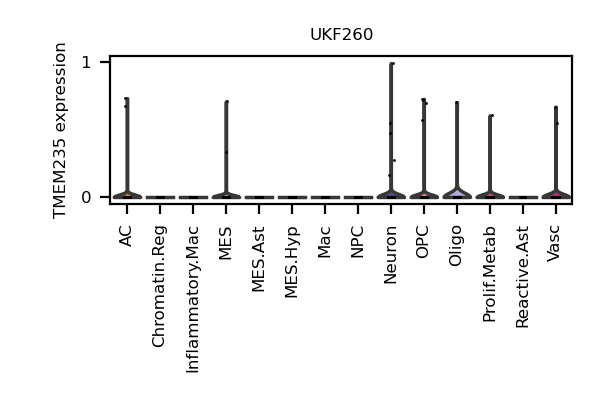 UKF260
TMEM235 expression
1
0
AC
Chromatin.Reg
Inflammatory.Mac
MES
MES.Ast
MES.Hyp
Mac
NPC
Neuron
OPC
Oligo
Prolif.Metab
Reactive.Ast
Vasc